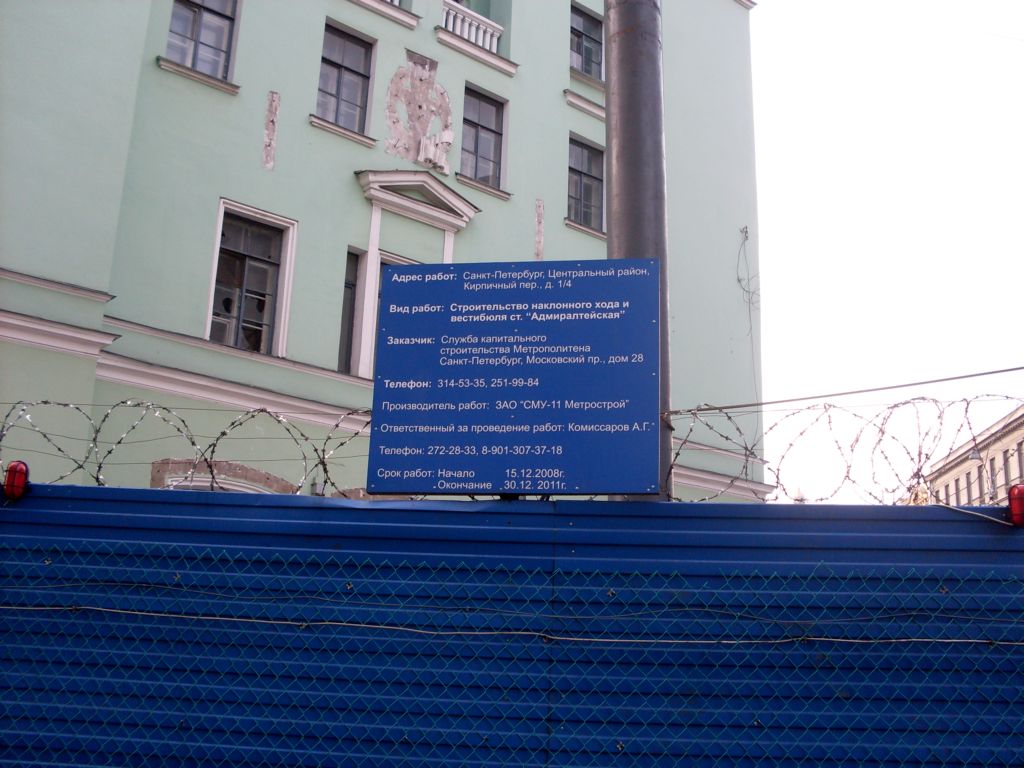 Адрес работ: Санкт-Петербург, Центральный район,
Кирпичный пер., д. 1/4
Вид работ: Строительство наклонного хода и
вестибюля ст. "Адмиралтейская"
Заказчик: Служба капитального
строительства Метрополитена
Санкт-Петербург, Московский пр., дом 28
Телефон: 314-53-35, 251-99-84
Производитель работ: ЗАО "СМУ-11 Метрострой"
Ответственный за проведение работ: Комиссаров А.Г.
Телефон: 272-28-33, 8-901-307-37-18
Срок работ: Начало 15.12.2008г.
Окончание 30.12. 2011г.